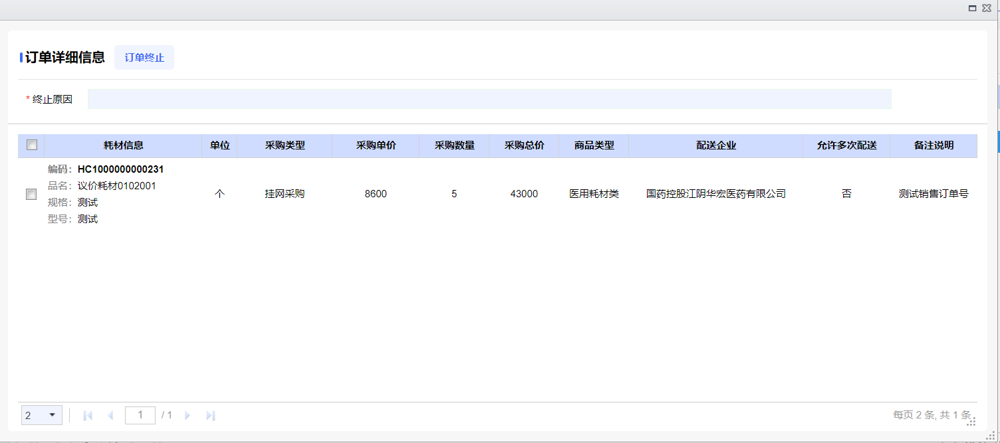 订单详细信息 订单终止
* 终止原因
耗材信息 单位 采购类型 采购单价 采购数量 采购总价 商品类型 配送企业 允许多次配送 备注说明
编码：HC1000000000231
品名：议价耗材0102001
规格：测试
型号：测试
个 挂网采购 8600 5 43000 医用耗材类 国药控股江阴华宏医药有限公司 否 测试销售订单号
2 1 / 1 每页 2 条, 共 1 条